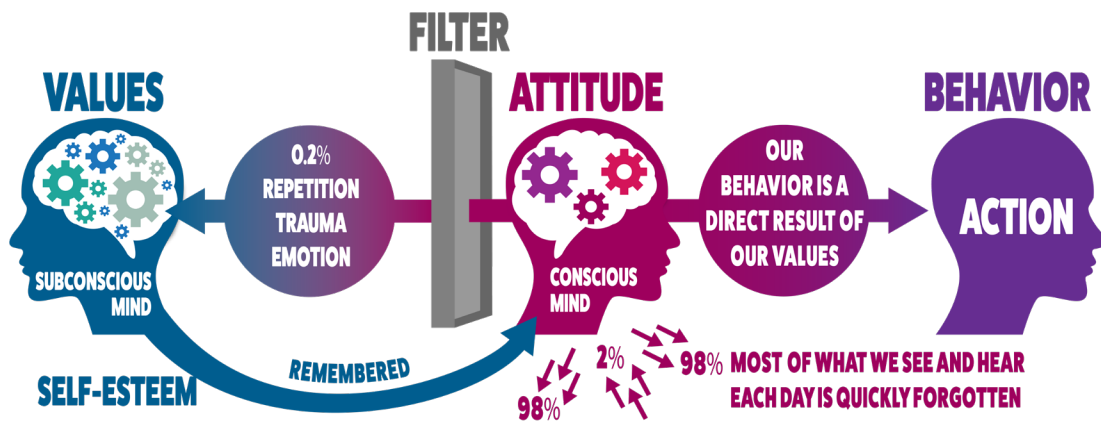 FILTER
VALUES
ATTITUDE
BEHAVIOR
0.2%
REPETITION
TRAUMA
EMOTION
OUR
BEHAVIOR IS A
DIRECT RESULT OF
OUR VALUES
ACTION
SUBCONSCIOUS
MIND
CONSCIOUS
MIND
REMEMBERED
SELF-ESTEEM
2%
98%
98% MOST OF WHAT WE SEE AND HEAR
EACH DAY IS QUICKLY FORGOTTEN